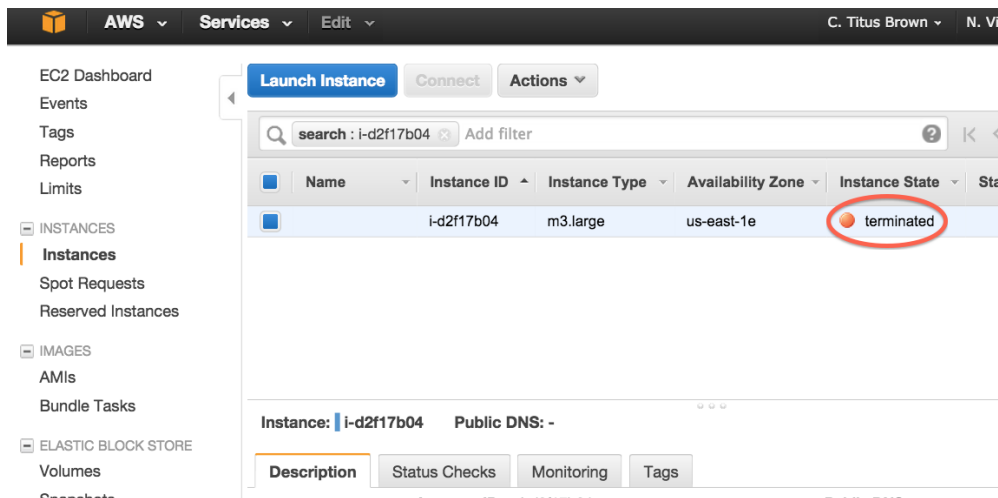 AWS Services Edit C. Titus Brown N. Vi
EC2 Dashboard
Events
Tags
Reports
Limits
INSTANCES
Instances
Spot Requests
Reserved Instances
IMAGES
AMIs
Bundle Tasks
ELASTIC BLOCK STORE
Volumes
Launch Instance Connect Actions
search : i-d2f17b04 Add filter
Name Instance ID Instance Type Availability Zone Instance State Sta
i-d2f17b04 m3.large us-east-1e terminated
Instance: i-d2f17b04 Public DNS: -
Description Status Checks Monitoring Tags